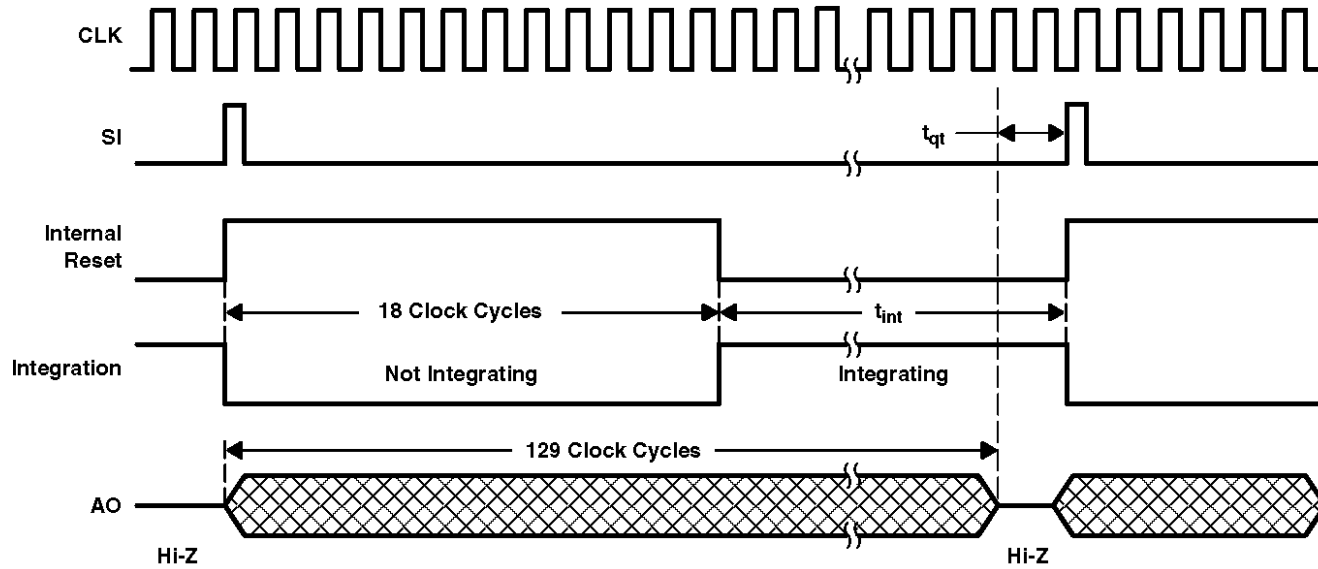 CLK
SI
t_qt
Internal
Reset
18 Clock Cycles
t_int
Integration
Not Integrating
Integrating
129 Clock Cycles
AO
Hi-Z
Hi-Z